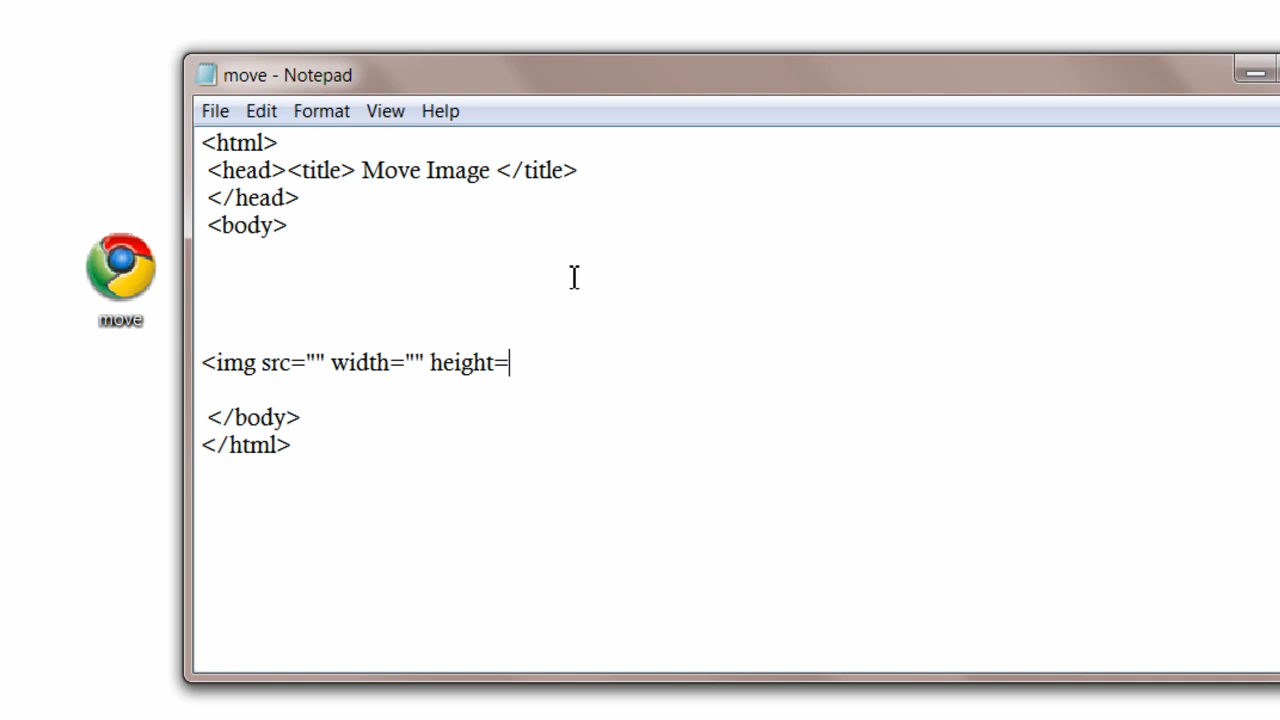 move - Notepad
File Edit Format View Help
<html>
<head><title> Move Image </title>
</head>
<body>
move
<img src="" width="" height=
</body>
</html>